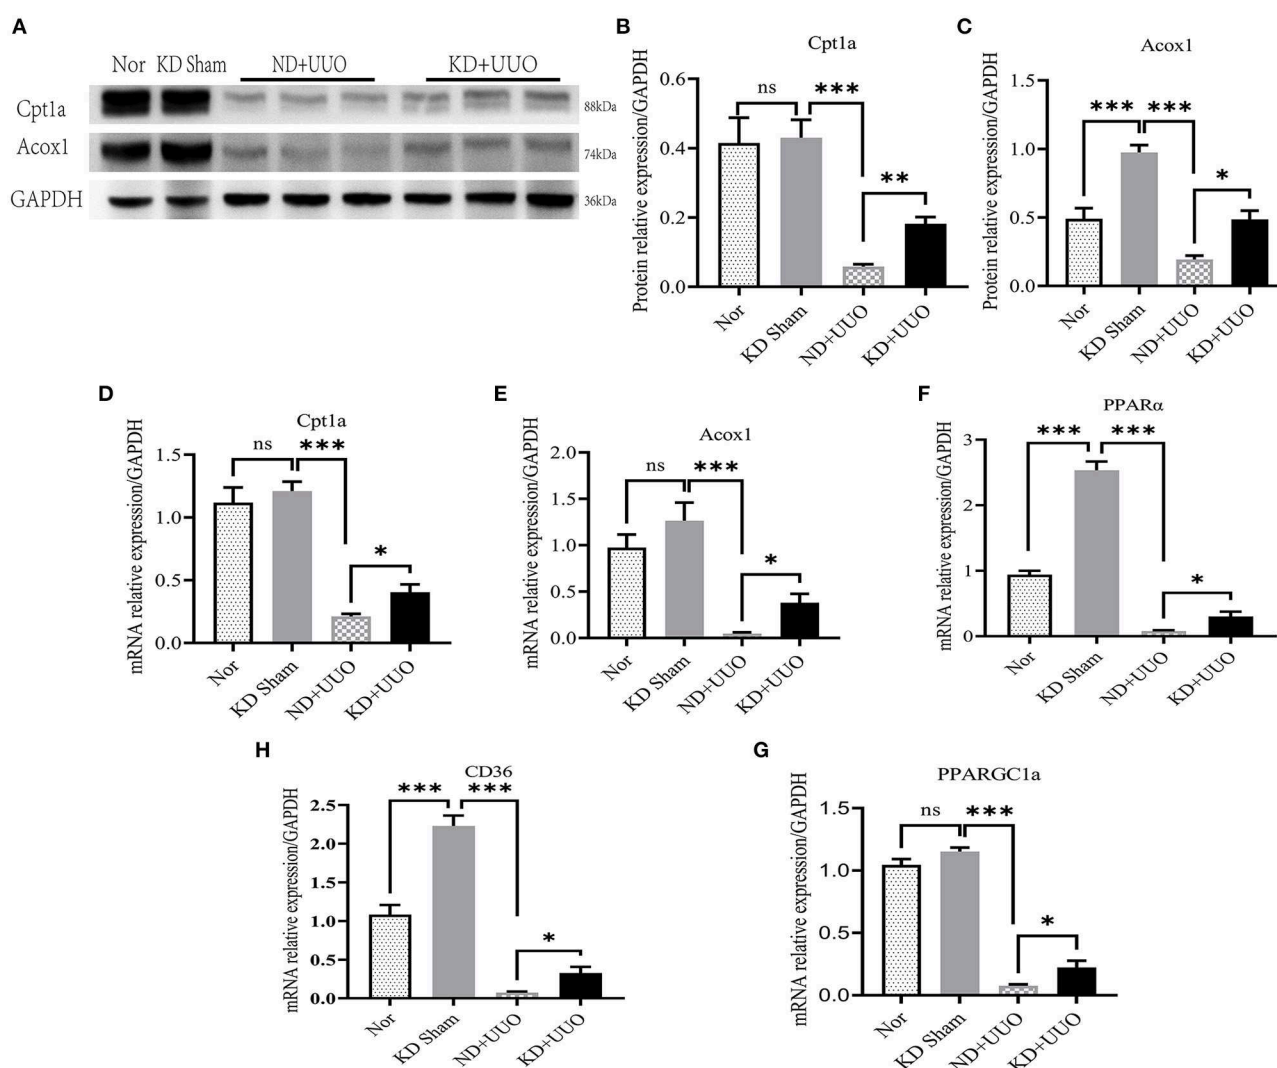 A
Nor KD Sham ND+UUO KD+UUO
Cpt1a 88kDa
Acox1 74kDa
GAPDH 36kDa
B
Cpt1a
Protein relative expression/GAPDH
0.6
0.4
0.2
0.0
ns *** **
Nor KD Sham ND+UUO KD+UUO
C
Acox1
Protein relative expression/GAPDH
1.5
1.0
0.5
0.0
*** *** *
Nor KD Sham ND+UUO KD+UUO
D
Cpt1a
mRNA relative expression/GAPDH
1.5
1.0
0.5
0.0
ns *** *
Nor KD Sham ND+UUO KD+UUO
E
Acox1
mRNA relative expression/GAPDH
2.0
1.5
1.0
0.5
0.0
ns *** *
Nor KD Sham ND+UUO KD+UUO
F
PPARα
mRNA relative expression/GAPDH
3
2
1
0
*** *** *
Nor KD Sham ND+UUO KD+UUO
H
CD36
mRNA relative expression/GAPDH
2.5
2.0
1.5
1.0
0.5
0.0
*** *** *
Nor KD Sham ND+UUO KD+UUO
G
PPARGC1a
mRNA relative expression/GAPDH
1.5
1.0
0.5
0.0
ns *** *
Nor KD Sham ND+UUO KD+UUO